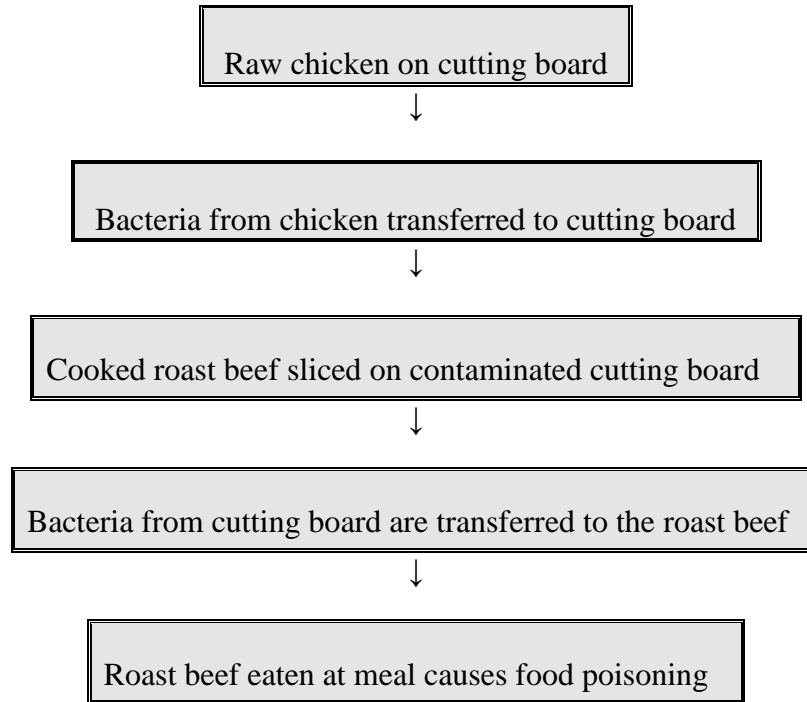 Raw chicken on cutting board
↓
Bacteria from chicken transferred to cutting board
↓
Cooked roast beef sliced on contaminated cutting board
↓
Bacteria from cutting board are transferred to the roast beef
↓
Roast beef eaten at meal causes food poisoning